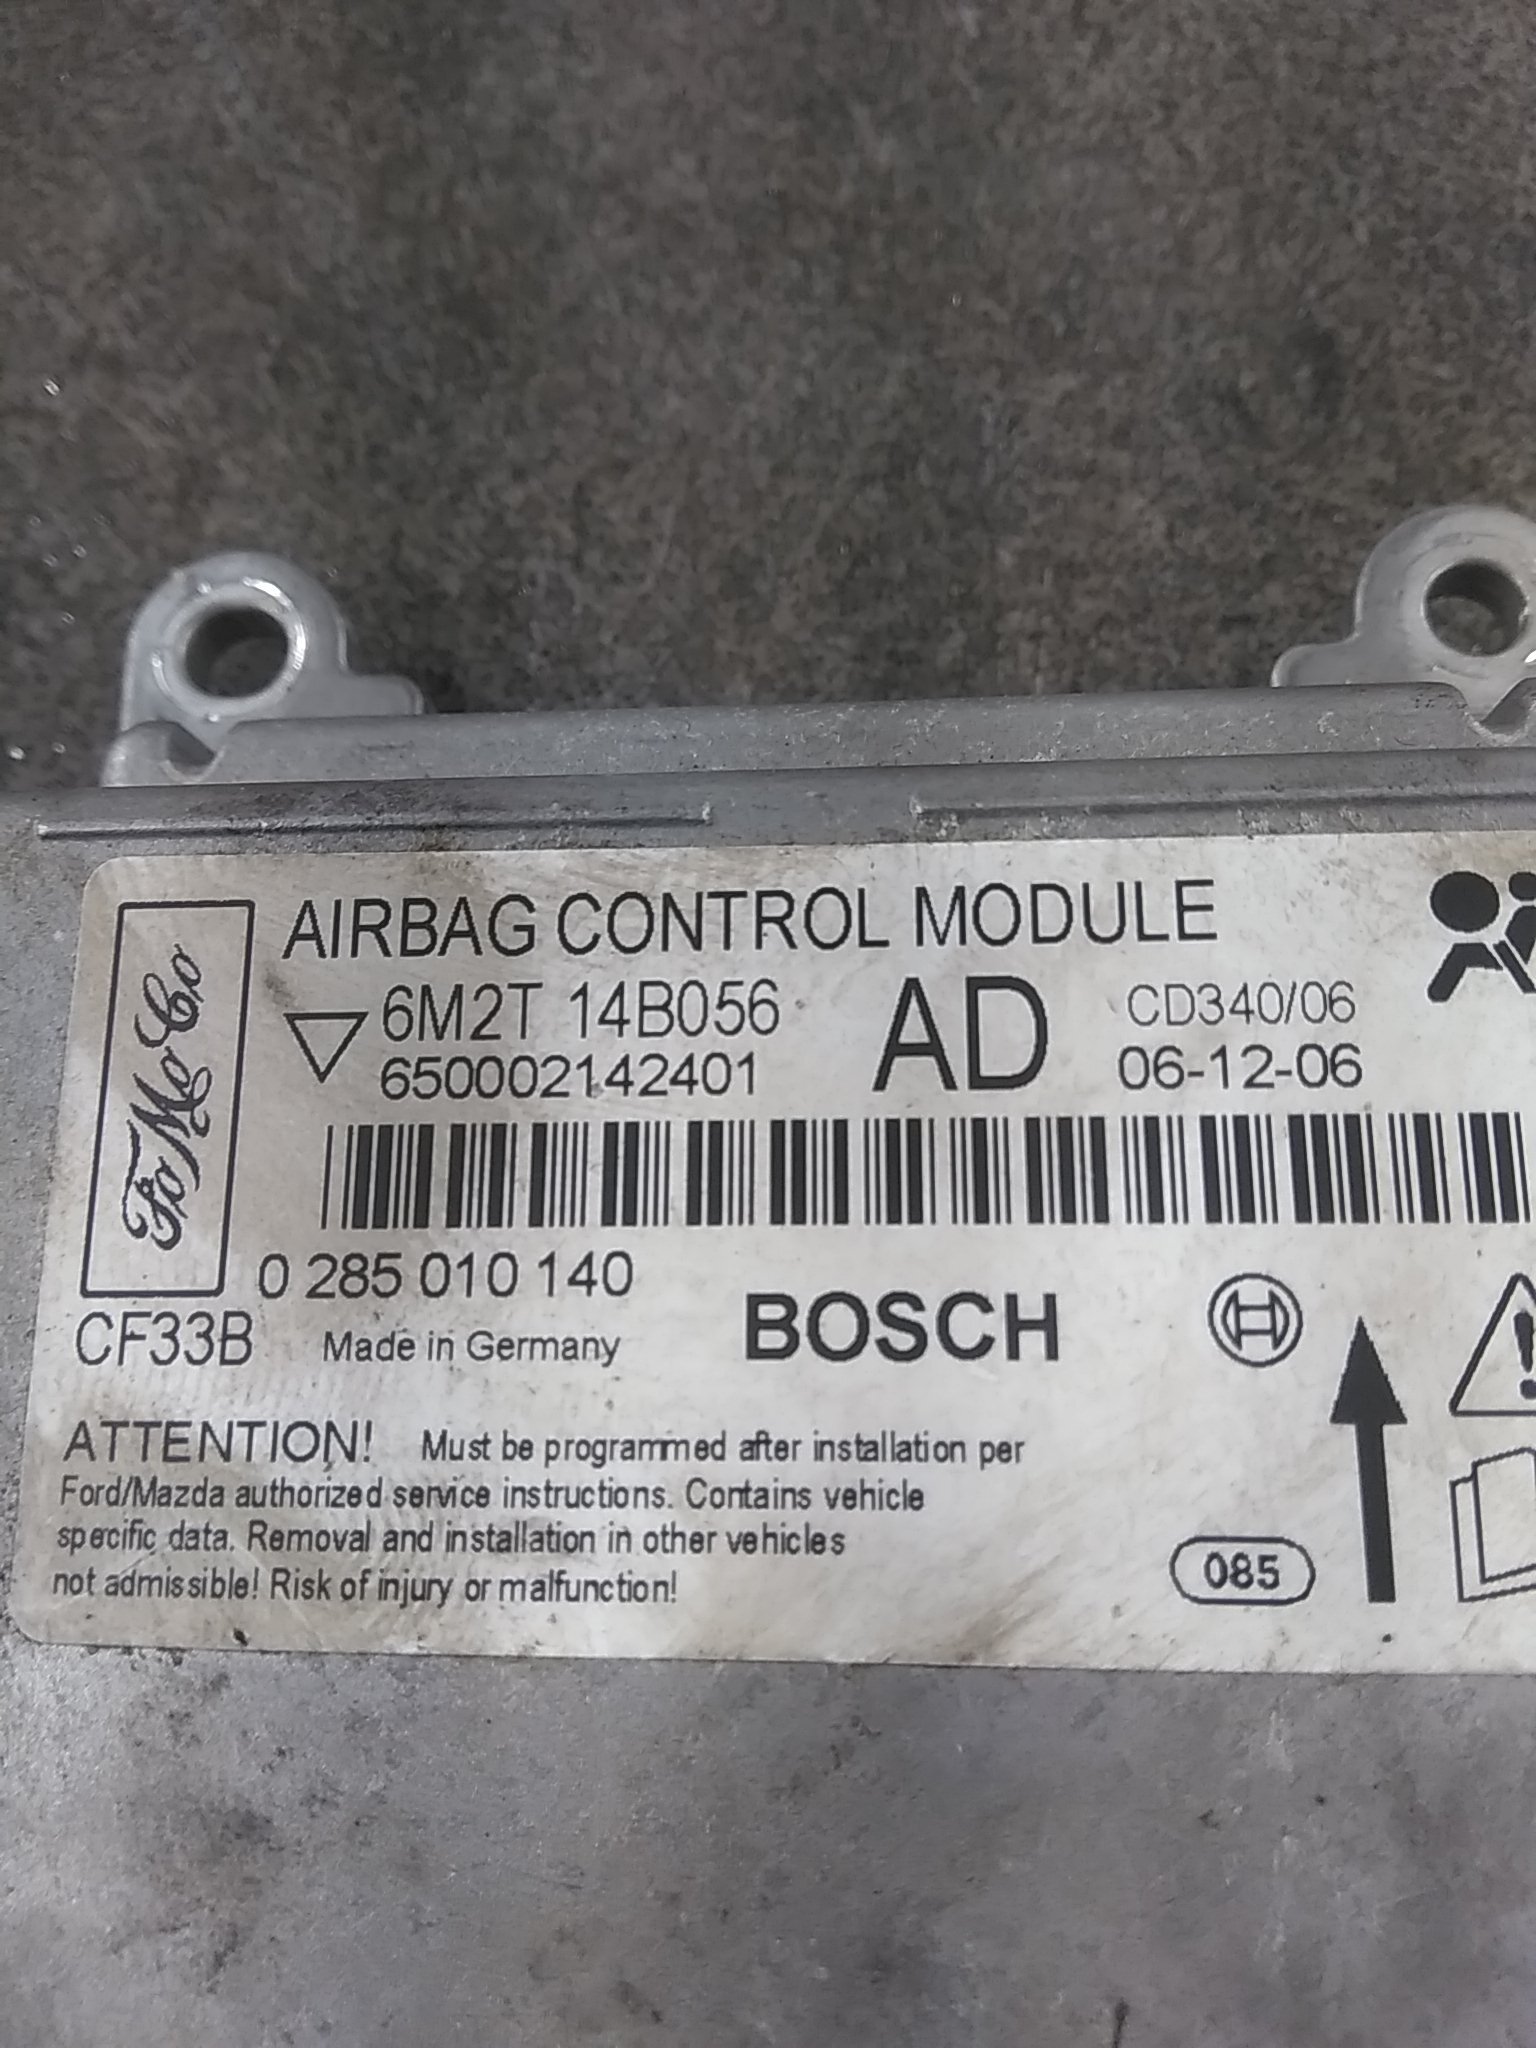 FoMoCo
AIRBAG CONTROL MODULE
6M2T 14B056 AD CD340/06
650002142401 06-12-06
0 285 010 140
CF33B Made in Germany BOSCH
ATTENTION! Must be programmed after installation per
Ford/Mazda authorized service instructions. Contains vehicle
specific data. Removal and installation in other vehicles
not admissible! Risk of injury or malfunction!
085